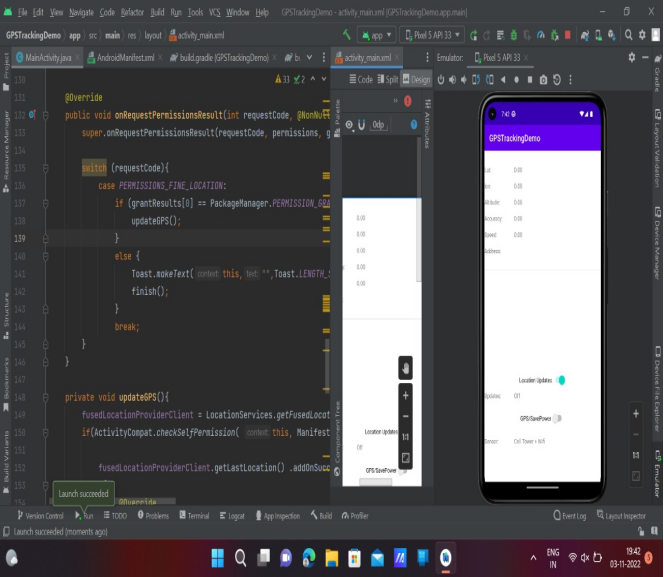 File Edit View Navigate Code Refactor Build Run Tools VCS Window Help GPSTrackingDemo - activity_main.xml [GPSTrackingDemo.app.main]
GPSTrackingDemo app src main res layout activity_main.xml app Pixel 5 API 33
MainActivity.java AndroidManifest.xml build.gradle (GPSTrackingDemo) activity_main.xml Emulator: Pixel 5 API 33
33 2 Code Split Design
130
131 @Override
132 public void onRequestPermissionsResult(int requestCode, @NonNull
133 super.onRequestPermissionsResult(requestCode, permissions, g
134
135 switch (requestCode){
136 case PERMISSIONS_FINE_LOCATION:
137 if (grantResults[0] == PackageManager.PERMISSION_GRA
138 updateGPS();
139 }
140 else {
141 Toast.makeText( context: this, text: "",Toast.LENGTH_S
142 finish();
143 }
144 break;
145 }
146 }
147
148 private void updateGPS(){
149 fusedLocationProviderClient = LocationServices.getFusedLocat
150 if(ActivityCompat.checkSelfPermission( context: this, Manifest
151
152 fusedLocationProviderClient.getLastLocation() .addOnSucc
153
154 @Override
Project
Resource Manager
Structure
Bookmarks
Build Variants
Palette
Component Tree
Attributes
0dp
0.00
0.00
0.00
0.00
0.00
Location Updates
Off
GPS/SavePower
1:1
7:42
GPSTrackingDemo
Lat: 0.00
0.00
Altitude: 0.00
Accuracy: 0.00
Speed: 0.00
Address:
Location Updates
Updates: Off
GPS/SavePower
Sensor: Cell Tower + Wifi
1:1
Gradle
Layout Validation
Device Manager
Device File Explorer
Emulator
Launch succeeded
Version Control Run TODO Problems Terminal Logcat App Inspection Build Profiler Event Log Layout Inspector
Launch succeeded (moments ago)
ENG
IN
19:42
03-11-2022